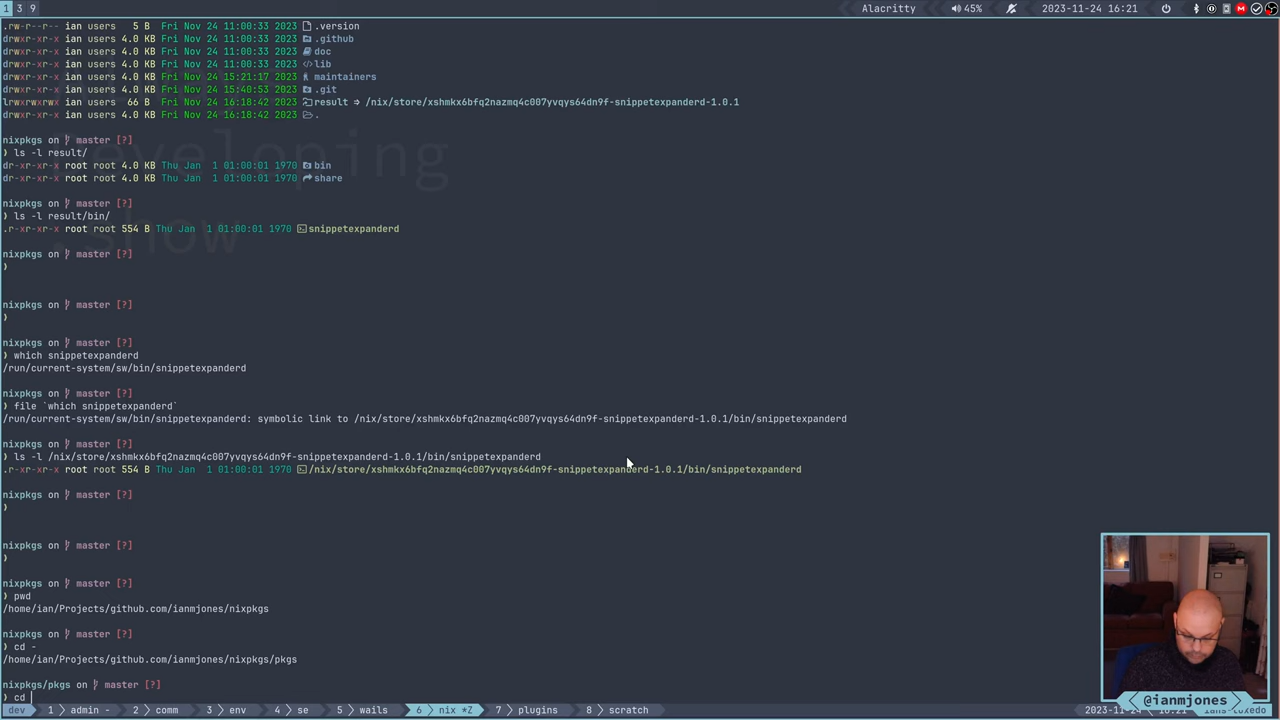 1 3 9 Alacritty 45% 2023-11-24 16:21
.rw-r--r-- ian users 5 B Fri Nov 24 11:00:33 2023 .version
drwxr-xr-x ian users 4.0 KB Fri Nov 24 11:00:33 2023 .github
drwxr-xr-x ian users 4.0 KB Fri Nov 24 11:00:33 2023 doc
drwxr-xr-x ian users 4.0 KB Fri Nov 24 11:00:33 2023 lib
drwxr-xr-x ian users 4.0 KB Fri Nov 24 15:21:17 2023 maintainers
drwxr-xr-x ian users 4.0 KB Fri Nov 24 15:40:53 2023 .git
lrwxrwxrwx ian users 66 B Fri Nov 24 16:18:42 2023 result ⇒ /nix/store/xshmkx6bfq2nazmq4c007yvqys64dn9f-snippetexpanderd-1.0.1
drwxr-xr-x ian users 4.0 KB Fri Nov 24 16:18:42 2023 .
Developing
nixpkgs on master [?]
❯ ls -l result/
dr-xr-xr-x root root 4.0 KB Thu Jan 1 01:00:01 1970 bin
dr-xr-xr-x root root 4.0 KB Thu Jan 1 01:00:01 1970 share
nixpkgs on master [?]
❯ ls -l result/bin/
.r-xr-xr-x root root 554 B Thu Jan 1 01:00:01 1970 snippetexpanderd
show
nixpkgs on master [?]
❯
nixpkgs on master [?]
❯
nixpkgs on master [?]
❯ which snippetexpanderd
/run/current-system/sw/bin/snippetexpanderd
nixpkgs on master [?]
❯ file `which snippetexpanderd`
/run/current-system/sw/bin/snippetexpanderd: symbolic link to /nix/store/xshmkx6bfq2nazmq4c007yvqys64dn9f-snippetexpanderd-1.0.1/bin/snippetexpanderd
nixpkgs on master [?]
❯ ls -l /nix/store/xshmkx6bfq2nazmq4c007yvqys64dn9f-snippetexpanderd-1.0.1/bin/snippetexpanderd
.r-xr-xr-x root root 554 B Thu Jan 1 01:00:01 1970 /nix/store/xshmkx6bfq2nazmq4c007yvqys64dn9f-snippetexpanderd-1.0.1/bin/snippetexpanderd
nixpkgs on master [?]
❯
nixpkgs on master [?]
❯
nixpkgs on master [?]
❯ pwd
/home/ian/Projects/github.com/ianmjones/nixpkgs
nixpkgs on master [?]
❯ cd -
/home/ian/Projects/github.com/ianmjones/nixpkgs/pkgs
nixpkgs/pkgs on master [?]
❯ cd
@ianmjones
dev 1 admin - 2 comm 3 env 4 se 5 wails 6 nix *Z 7 plugins 8 scratch 2023-11-24